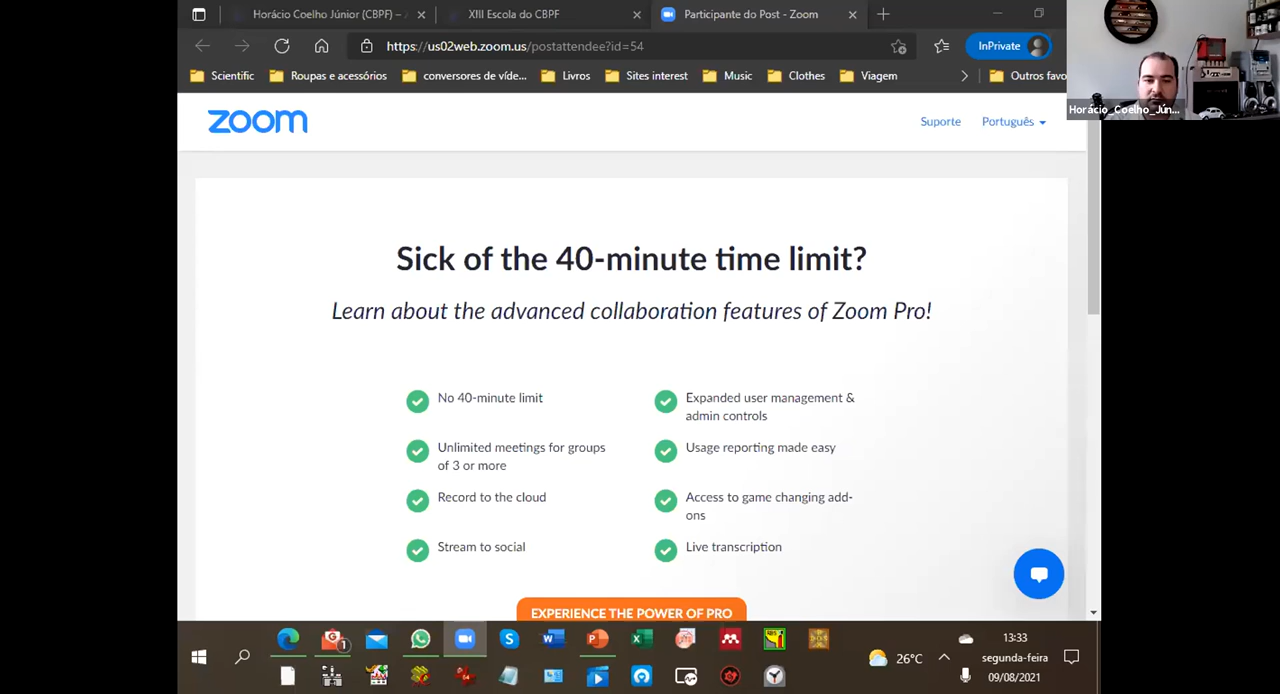 Horácio Coelho Júnior (CBPF) –
XIII Escola do CBPF
Participante do Post - Zoom
https://us02web.zoom.us/postattendee?id=54
InPrivate
Scientific
Roupas e acessórios
conversores de víde...
Livros
Sites interest
Music
Clothes
Viagem
Outros favo
Horácio_Coelho_Jún...
zoom
Suporte
Português
Sick of the 40-minute time limit?
Learn about the advanced collaboration features of Zoom Pro!
No 40-minute limit
Unlimited meetings for groups
of 3 or more
Record to the cloud
Stream to social
Expanded user management &
admin controls
Usage reporting made easy
Access to game changing add-
ons
Live transcription
EXPERIENCE THE POWER OF PRO
26°C
13:33
segunda-feira
09/08/2021